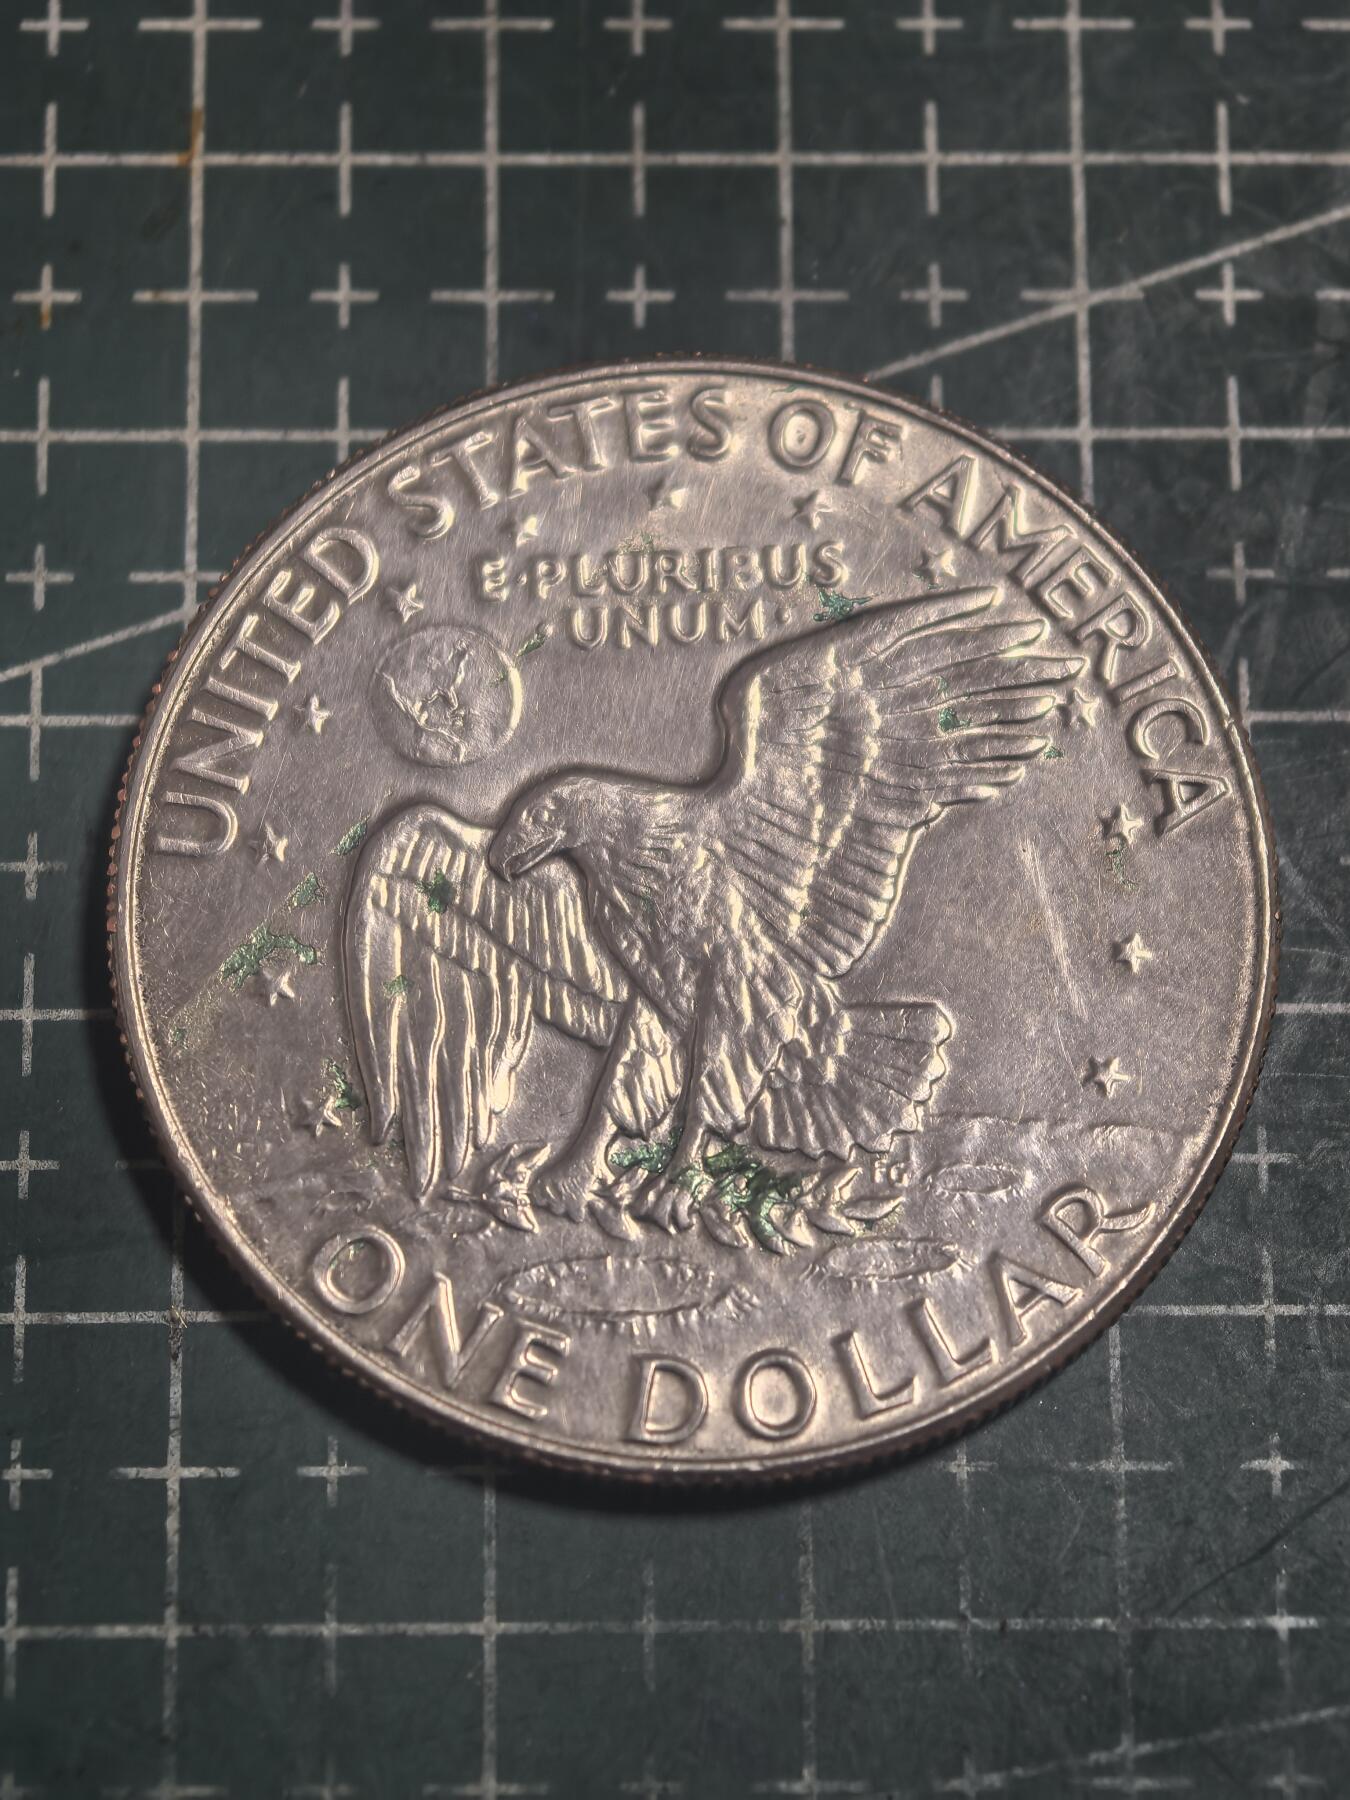 UNITED STATES OF AMERICA
E·PLURIBUS
·UNUM·
FG
ONE DOLLAR